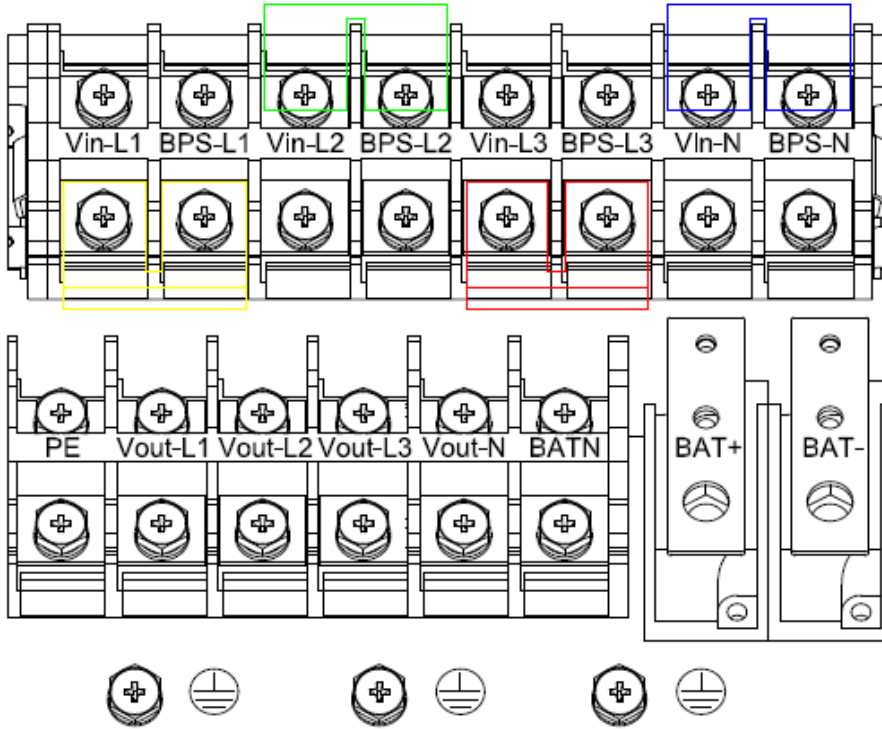 Vin-L1 BPS-L1 Vin-L2 BPS-L2 Vin-L3 BPS-L3 VIn-N BPS-N
PE Vout-L1 Vout-L2 Vout-L3 Vout-N BATN BAT+ BAT-